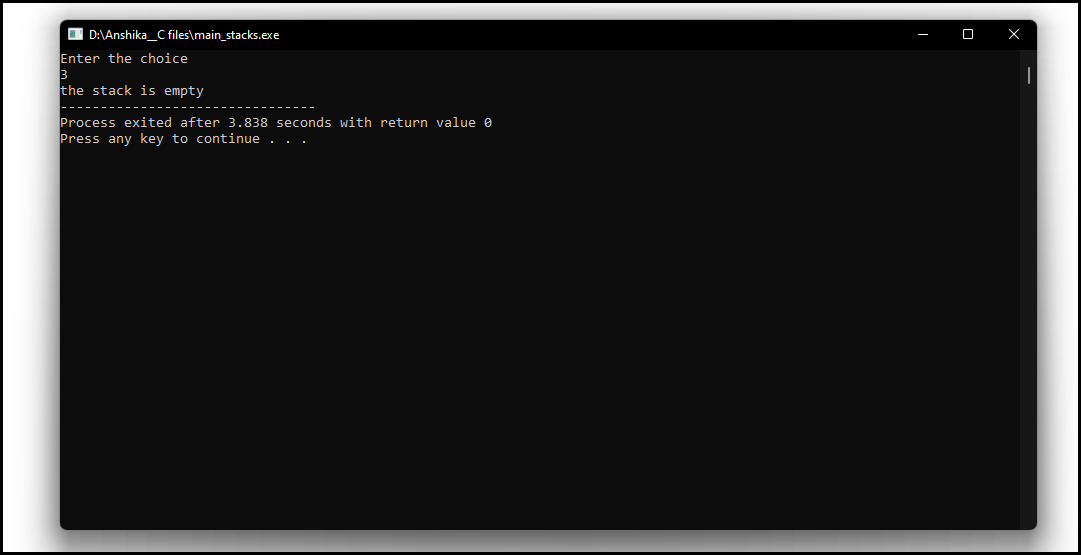 D:\Anshika__C files\main_stacks.exe
Enter the choice
3
the stack is empty
--------------------------------
Process exited after 3.838 seconds with return value 0
Press any key to continue . . .